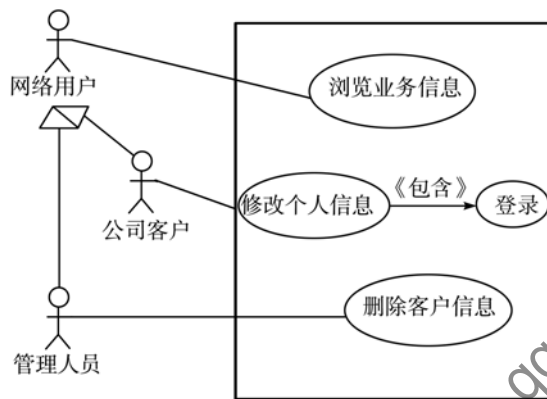 网络用户
浏览业务信息
公司客户
修改个人信息
《包含》
登录
删除客户信息
管理人员